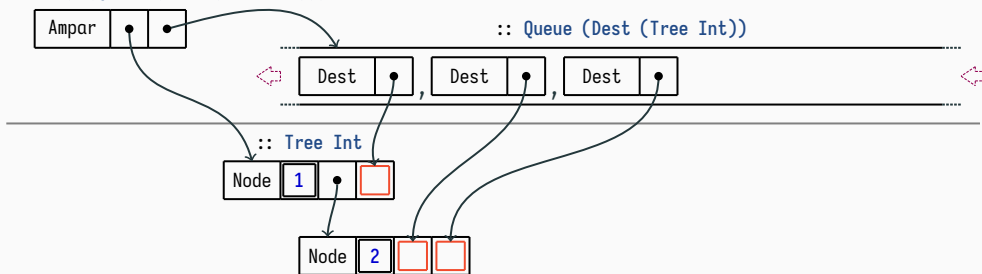 Ampar
:: Queue (Dest (Tree Int))
Dest , Dest , Dest
:: Tree Int
Node 1
Node 2